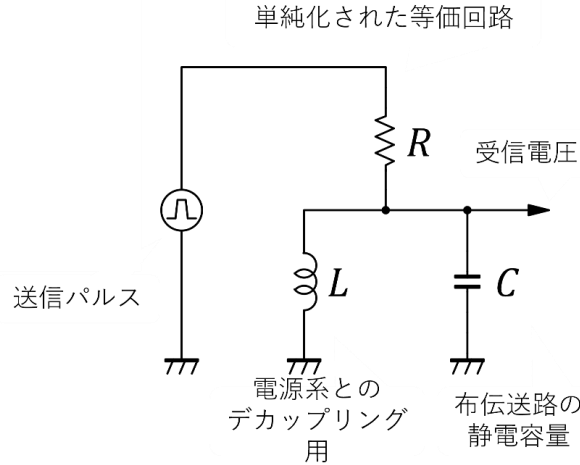 単純化された等価回路
R
受信電圧
送信パルス
L
C
電源系との
デカップリング
用
布伝送路の
静電容量